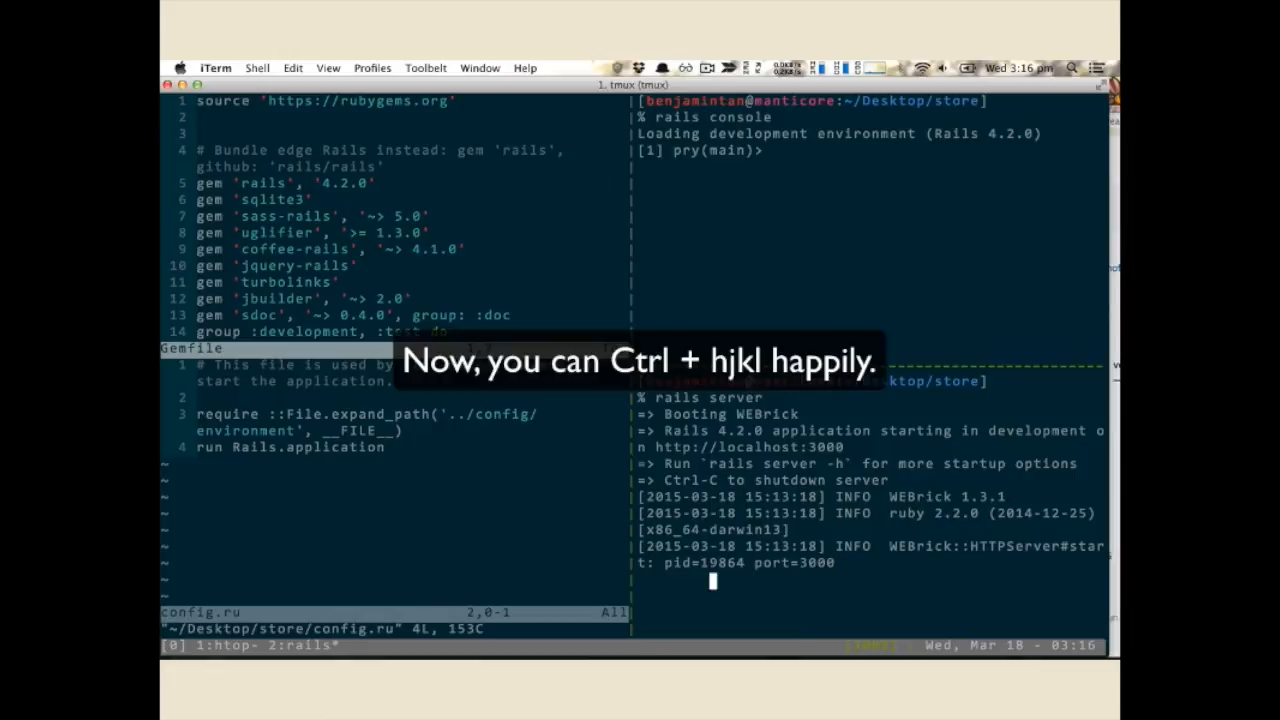 iTerm Shell Edit View Profiles Toolbelt Window Help Wed 3:16 pm
1. tmux (tmux)
1 source 'https://rubygems.org'
2
3
4 # Bundle edge Rails instead: gem 'rails',
github: 'rails/rails'
5 gem 'rails', '4.2.0'
6 gem 'sqlite3'
7 gem 'sass-rails', '~> 5.0'
8 gem 'uglifier', '>= 1.3.0'
9 gem 'coffee-rails', '~> 4.1.0'
10 gem 'jquery-rails'
11 gem 'turbolinks'
12 gem 'jbuilder', '~> 2.0'
13 gem 'sdoc', '~> 0.4.0', group: :doc
14 group :development, :test do
Gemfile
1 # This file is used by
start the application.
2
3 require ::File.expand_path('../config/
environment', __FILE__)
4 run Rails.application
~
~
~
~
~
~
~
~
~
config.ru 2,0-1 All
"~/Desktop/store/config.ru" 4L, 153C
[benjamintan@manticore:~/Desktop/store]
% rails console
Loading development environment (Rails 4.2.0)
[1] pry(main)>
Now, you can Ctrl + hjkl happily.
desktop/store]
% rails server
=> Booting WEBrick
=> Rails 4.2.0 application starting in development o
n http://localhost:3000
=> Run `rails server -h` for more startup options
=> Ctrl-C to shutdown server
[2015-03-18 15:13:18] INFO WEBrick 1.3.1
[2015-03-18 15:13:18] INFO ruby 2.2.0 (2014-12-25)
[x86_64-darwin13]
[2015-03-18 15:13:18] INFO WEBrick::HTTPServer#star
t: pid=19864 port=3000
[0] 1:htop- 2:rails* Wed, Mar 18 - 03:16